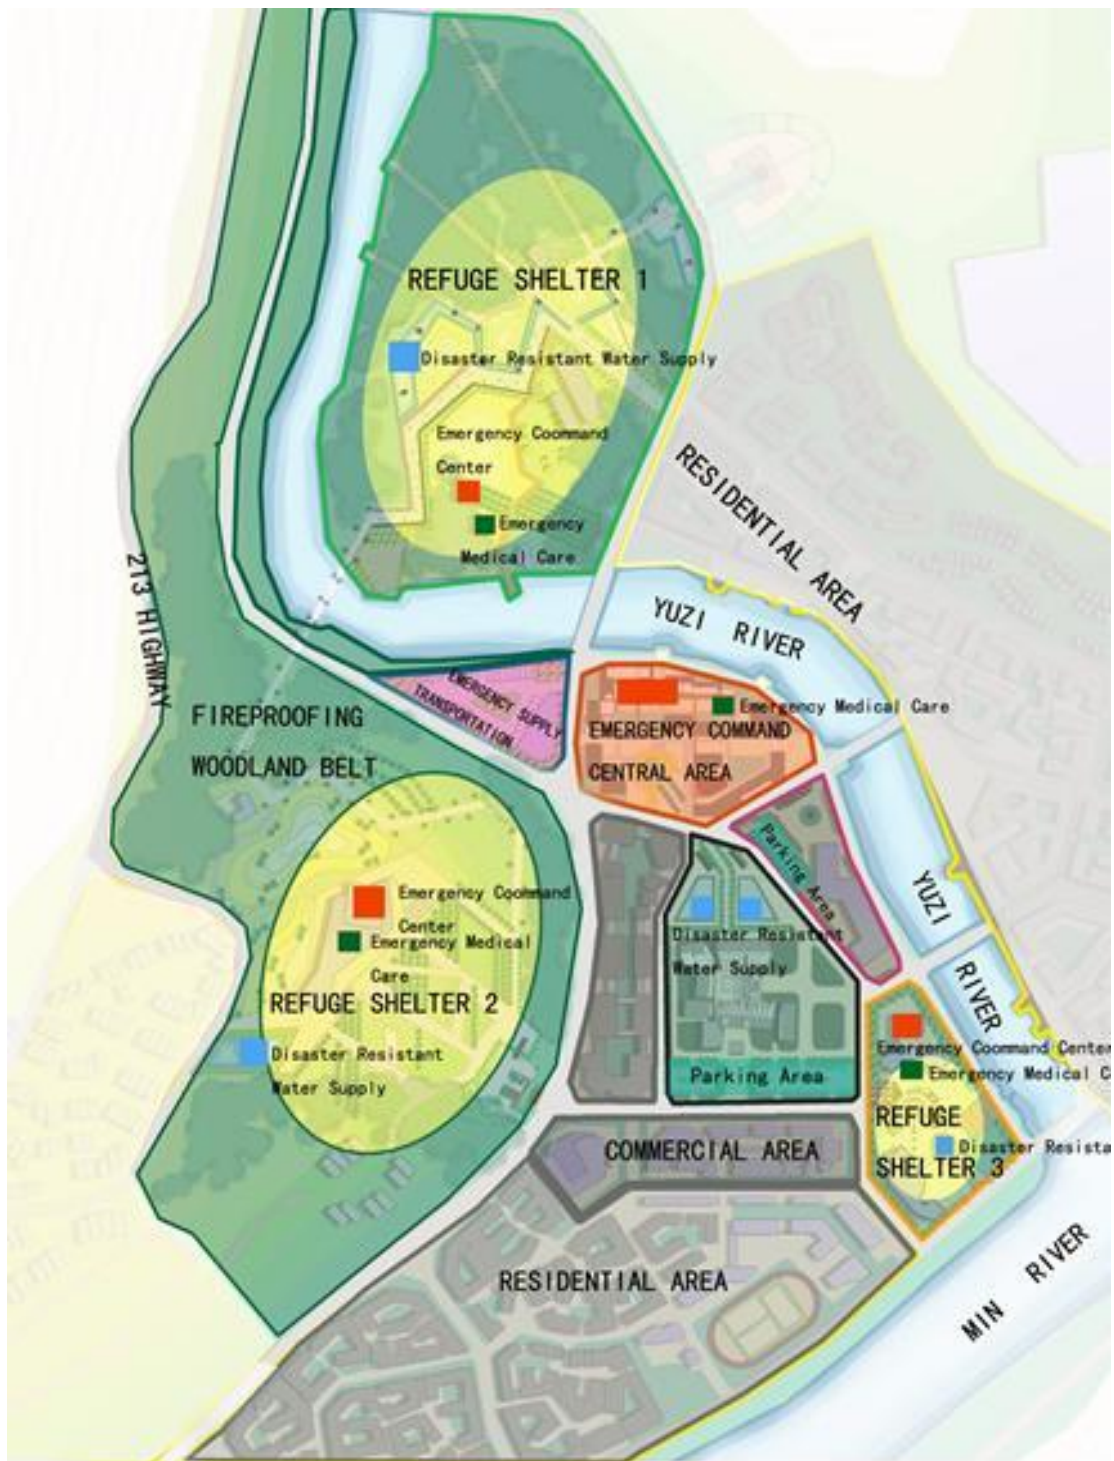 REFUGE SHELTER 1
Disaster Resistant Water Supply
Emergency Coommand
Center
Emergency
Medical Care
RESIDENTIAL AREA
213 HIGHWAY
YUZI RIVER
EMERGENCY SUPPLY
TRANSPORTATION
Emergency Medical Care
EMERGENCY COMMAND
CENTRAL AREA
FIREPROOFING
WOODLAND BELT
Parking Area
Emergency Coommand
Center
Emergency Medical
Care
REFUGE SHELTER 2
Disaster Resistant
Water Supply
Disaster Resistant
Water Supply
Parking Area
YUZI
RIVER
Emergency Coommand Center
Emergency Medical C
REFUGE
SHELTER 3
Disaster Resista
COMMERCIAL AREA
RESIDENTIAL AREA
MIN RIVER